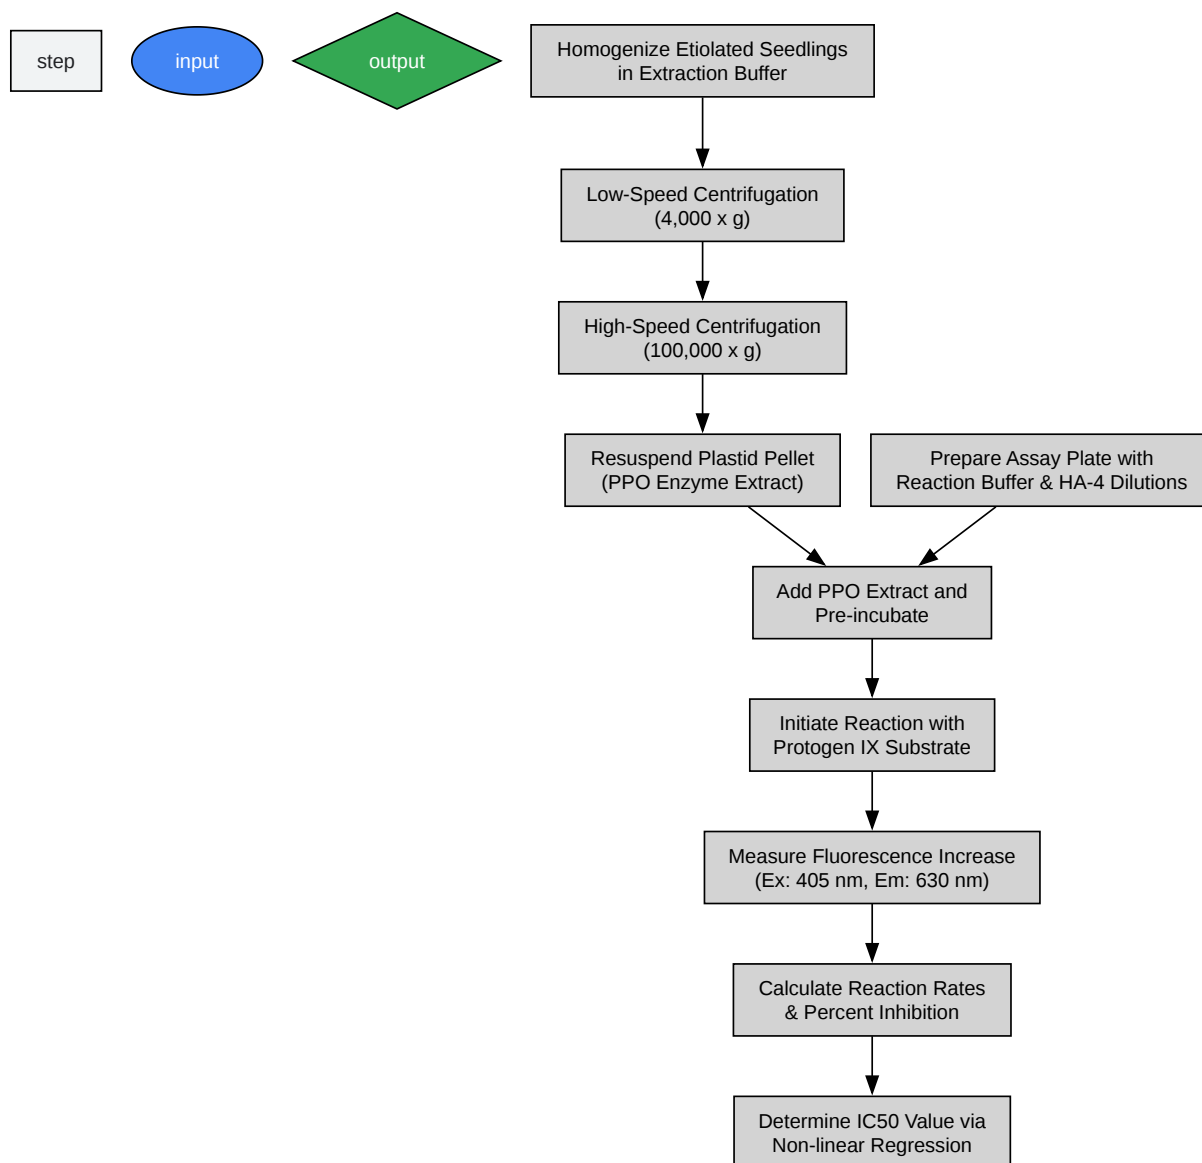 step
input
output
Homogenize Etiolated Seedlings
in Extraction Buffer
Low-Speed Centrifugation
(4,000 x g)
High-Speed Centrifugation
(100,000 x g)
Resuspend Plastid Pellet
(PPO Enzyme Extract)
Prepare Assay Plate with
Reaction Buffer & HA-4 Dilutions
Add PPO Extract and
Pre-incubate
Initiate Reaction with
Protogen IX Substrate
Measure Fluorescence Increase
(Ex: 405 nm, Em: 630 nm)
Calculate Reaction Rates
& Percent Inhibition
Determine IC50 Value via
Non-linear Regression